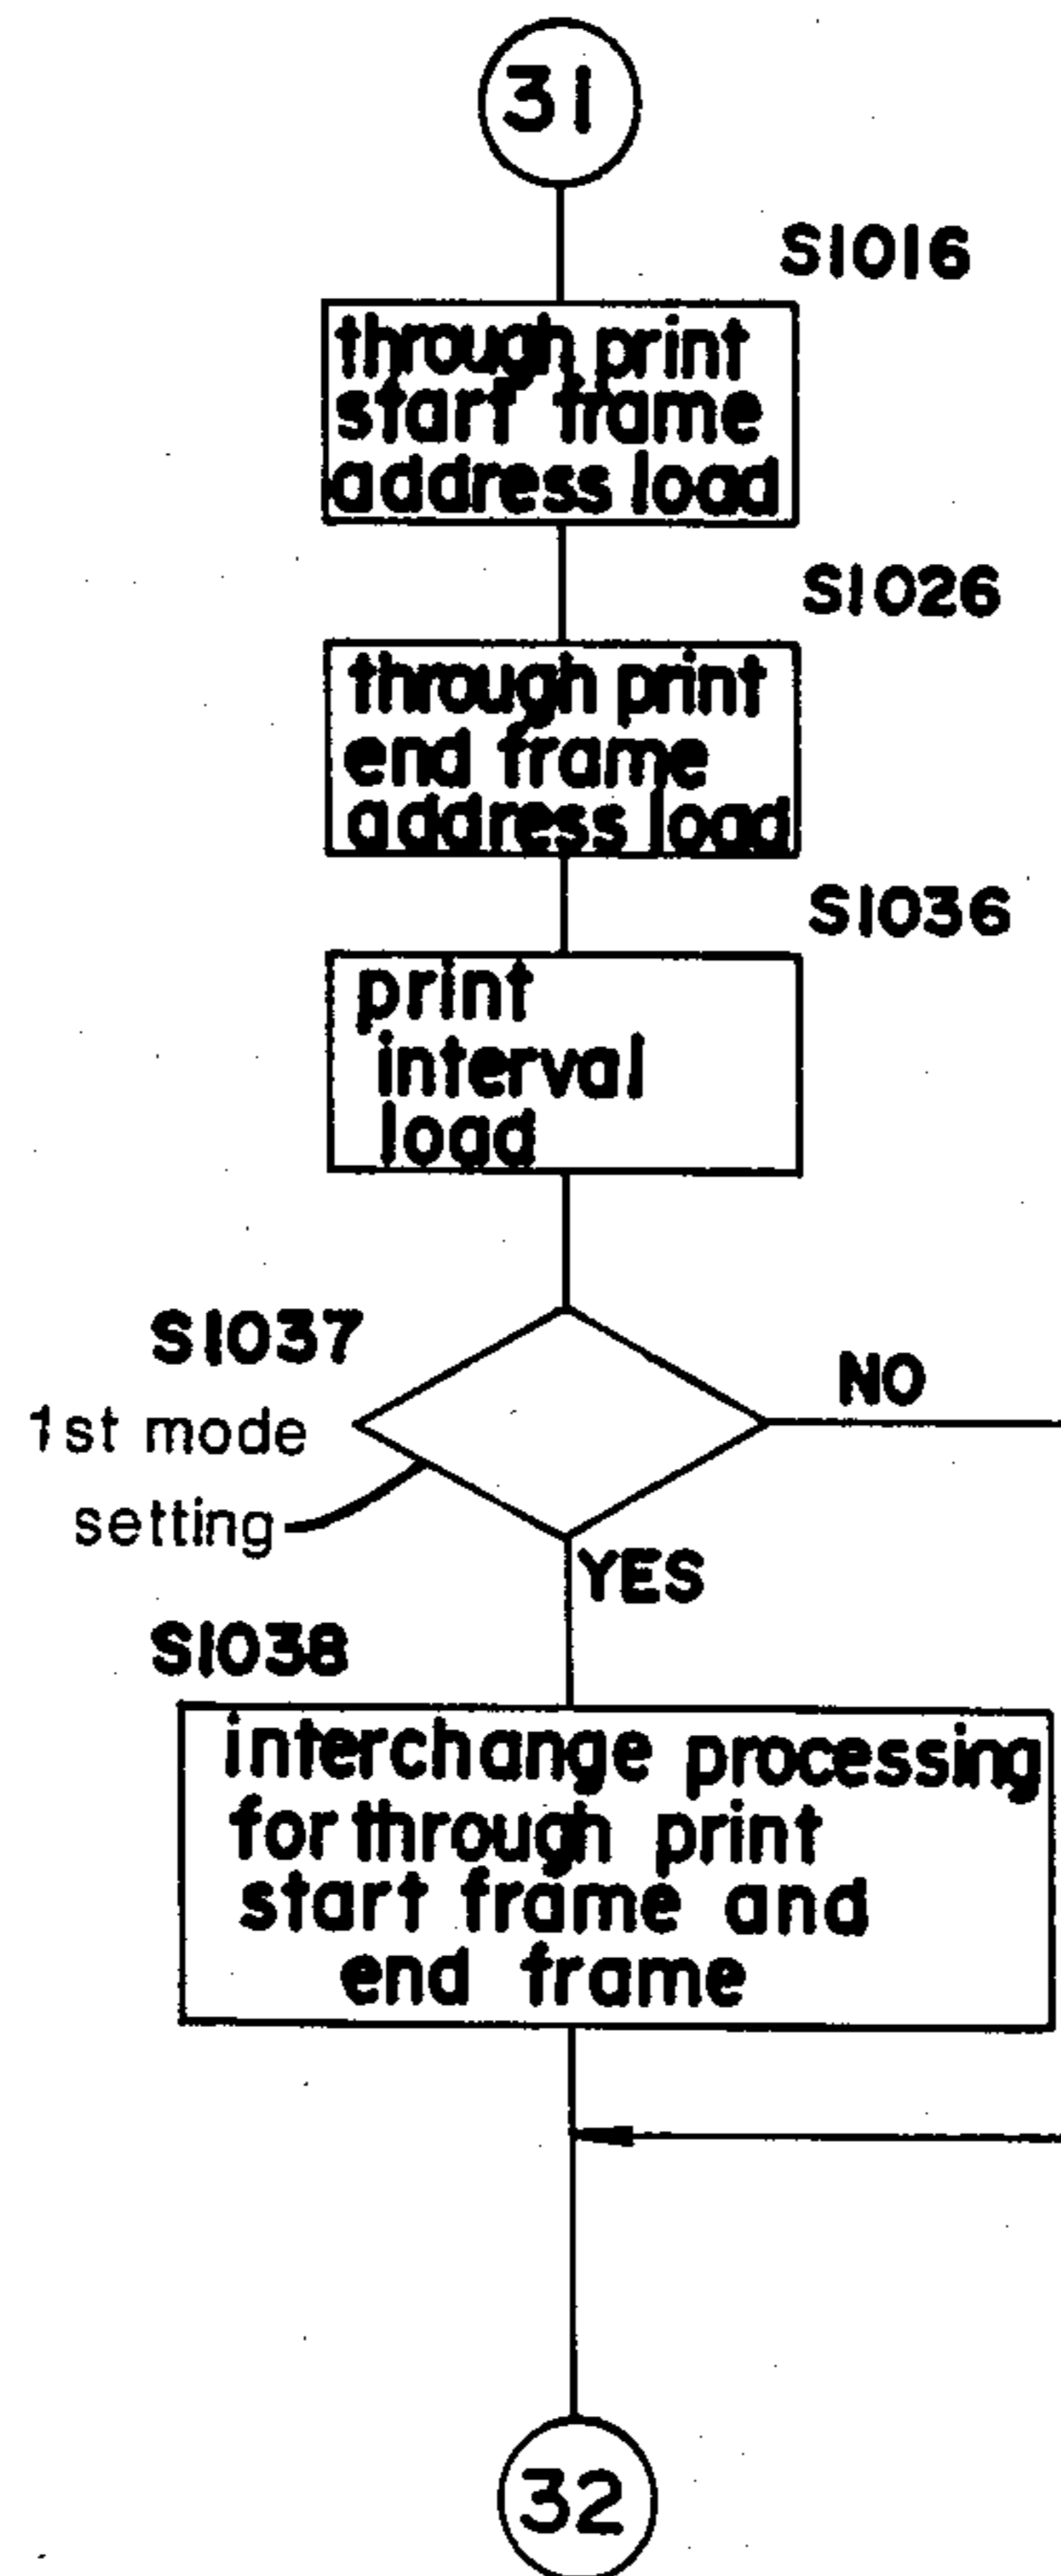 31
S1016
through print
start frame
address load
S1026
through print
end frame
address load
S1036
print
interval
load
S1037
1st mode
setting
NO
YES
S1038
interchange processing
for through print
start frame and
end frame
32